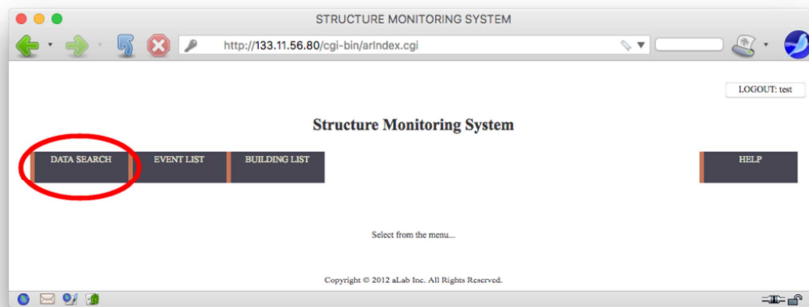 STRUCTURE MONITORING SYSTEM
http://133.11.56.80/cgi-bin/arIndex.cgi
LOGOUT: test
Structure Monitoring System
DATA SEARCH EVENT LIST BUILDING LIST HELP
Select from the menu...
Copyright © 2012 aLab Inc. All Rights Reserved.